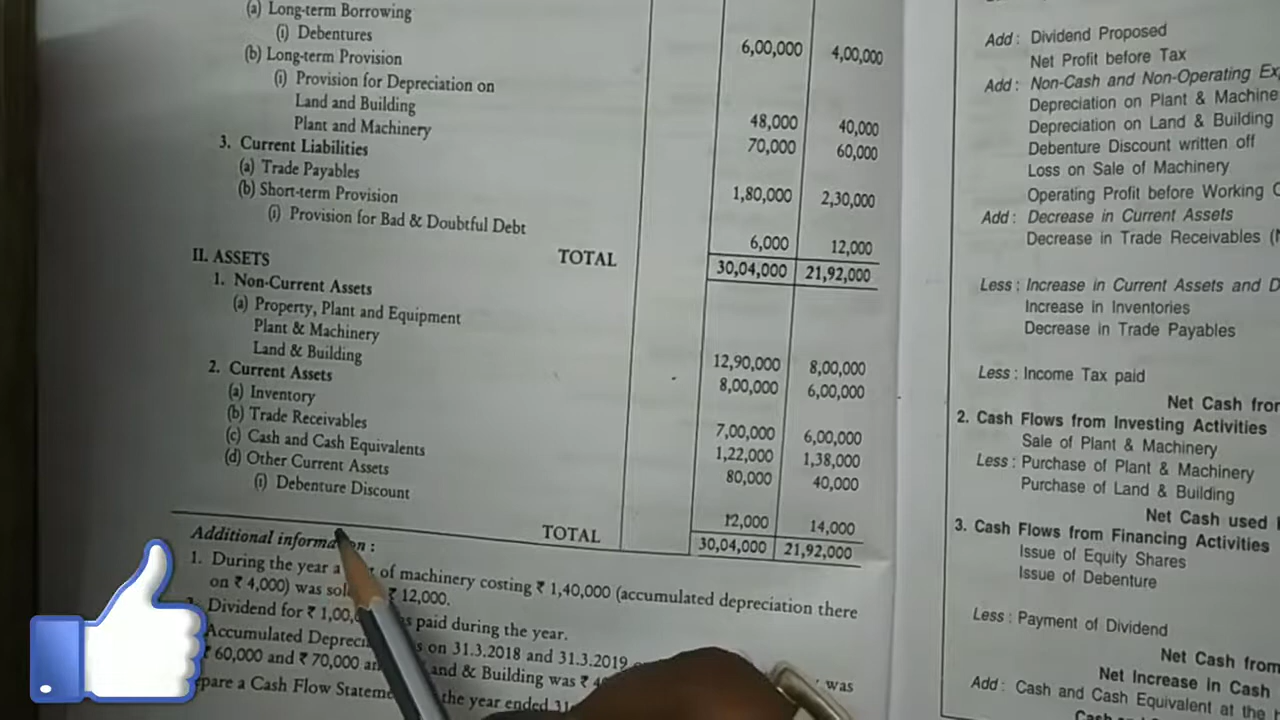 (a) Long-term Borrowing
(i) Debentures 6,00,000 4,00,000
(b) Long-term Provision
(i) Provision for Depreciation on
Land and Building 48,000 40,000
Plant and Machinery 70,000 60,000
3. Current Liabilities
(a) Trade Payables 1,80,000 2,30,000
(b) Short-term Provision
(i) Provision for Bad & Doubtful Debt 6,000 12,000
TOTAL 30,04,000 21,92,000
II. ASSETS
1. Non-Current Assets
(a) Property, Plant and Equipment
Plant & Machinery 12,90,000 8,00,000
Land & Building 8,00,000 6,00,000
2. Current Assets
(a) Inventory 7,00,000 6,00,000
(b) Trade Receivables 1,22,000 1,38,000
(c) Cash and Cash Equivalents 80,000 40,000
(d) Other Current Assets
(i) Debenture Discount 12,000 14,000
TOTAL 30,04,000 21,92,000
Additional information :
1. During the year a of machinery costing ₹ 1,40,000 (accumulated depreciation there
on ₹ 4,000) was ₹ 12,000.
Dividend for ₹ paid during the year.
Accumulated on 31.3.2018 and 31.3.2019 was
₹ 60,000 and ₹ 70,000 and & Building was ₹
a Cash Flow the year ended
Add : Dividend Proposed
Net Profit before Tax
Add : Non-Cash and Non-Operating
Depreciation on Plant &
Depreciation on Land & Building
Debenture Discount written off
Loss on Sale of Machinery
Operating Profit before Working
Add : Decrease in Current Assets
Decrease in Trade Receivables
Less : Increase in Current Assets and
Increase in Inventories
Decrease in Trade Payables
Less : Income Tax paid
Net Cash from
2. Cash Flows from Investing Activities
Sale of Plant & Machinery
Less : Purchase of Plant & Machinery
Purchase of Land & Building
Net Cash used
3. Cash Flows from Financing Activities
Issue of Equity Shares
Issue of Debenture
Less : Payment of Dividend
Net Cash from
Net Increase in Cash
Add : Cash and Cash Equivalent at the